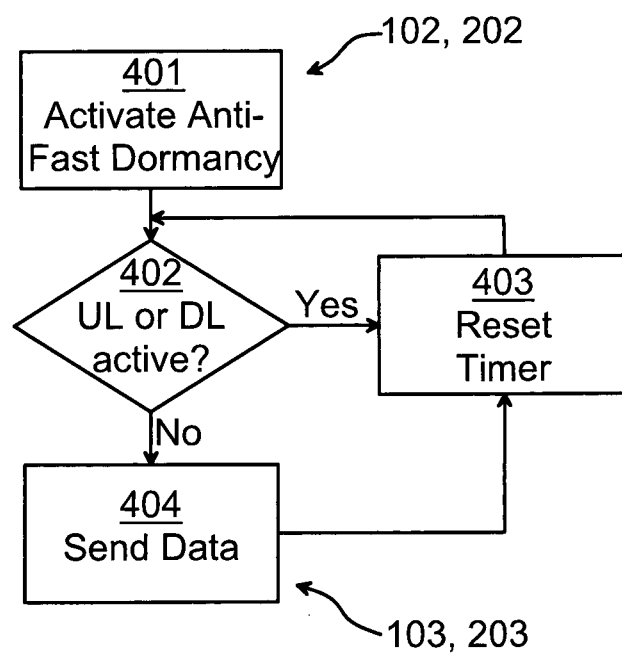 102, 202
401
Activate Anti-
Fast Dormancy
402
UL or DL
active?
Yes
403
Reset
Timer
No
404
Send Data
103, 203